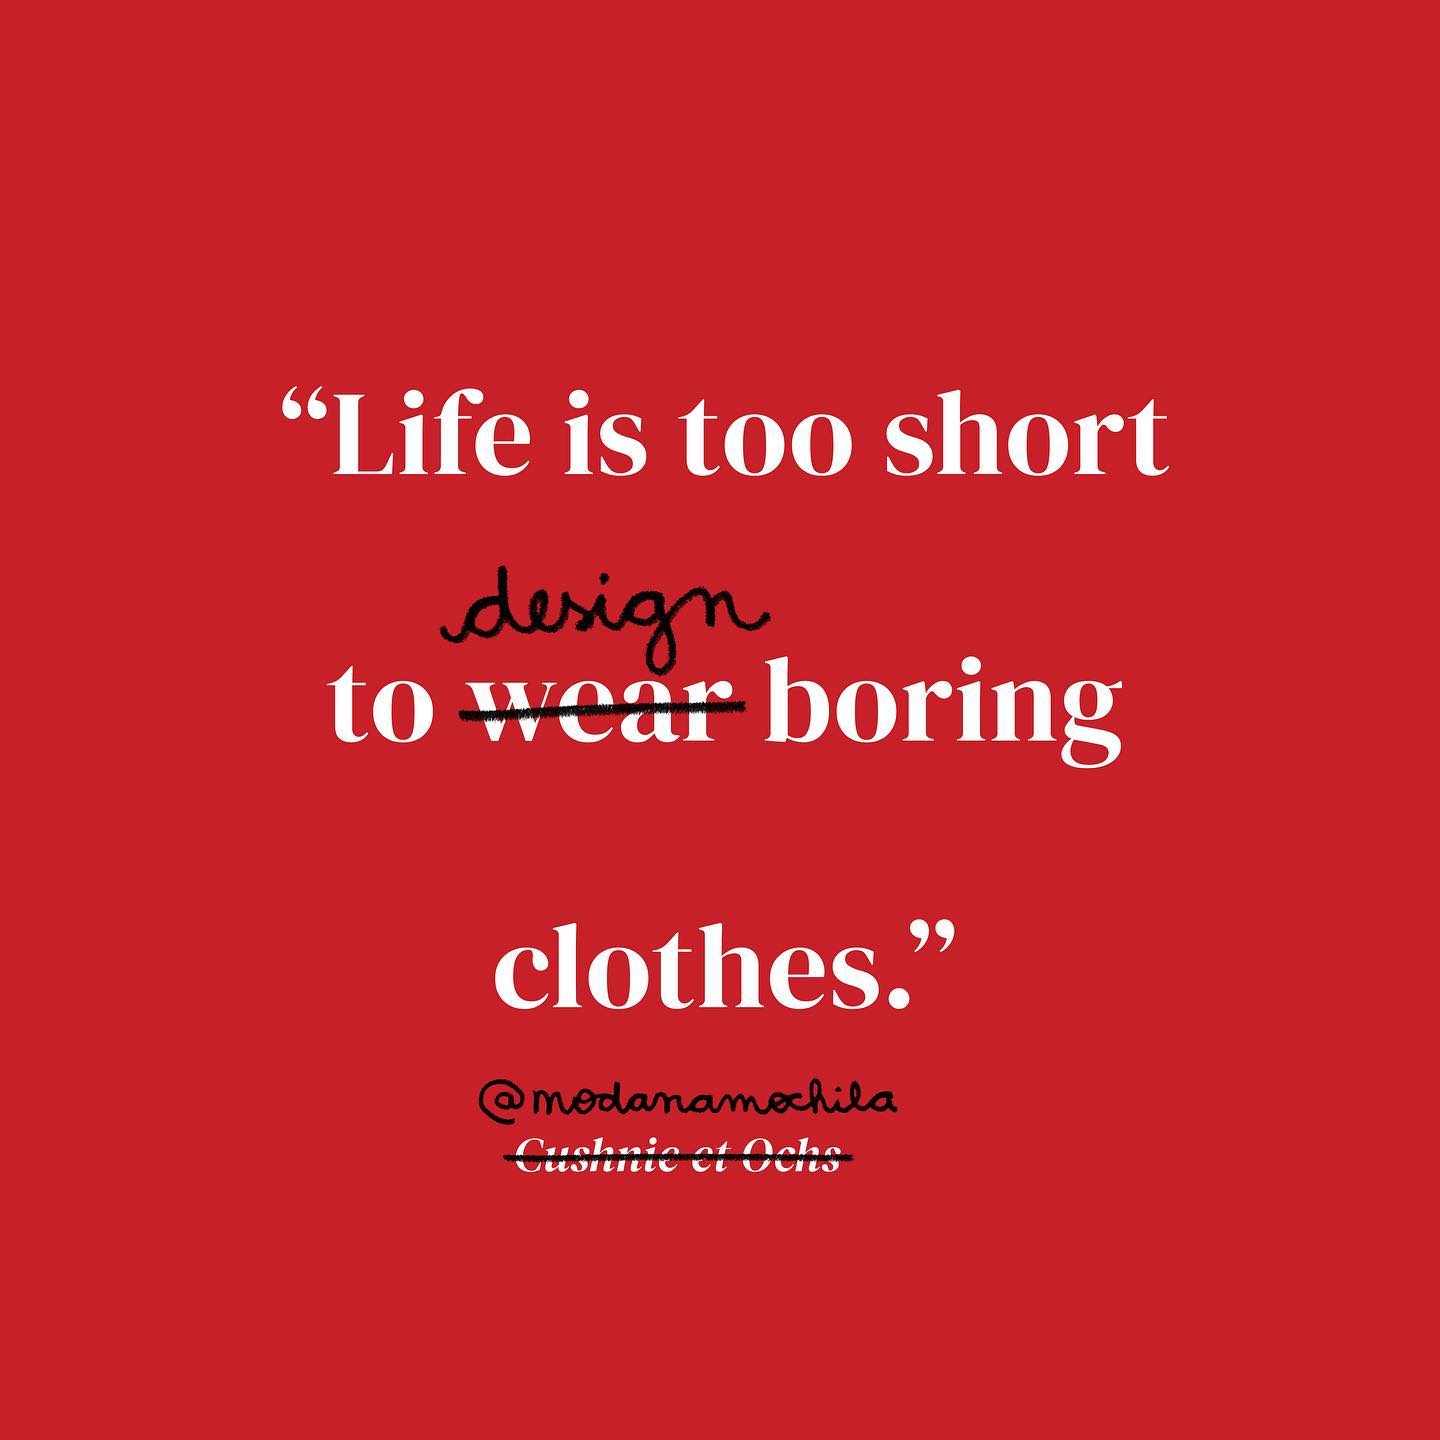 “Life is too short
design
to wear boring
clothes.”
@modanamochila
Cushnie et Ochs